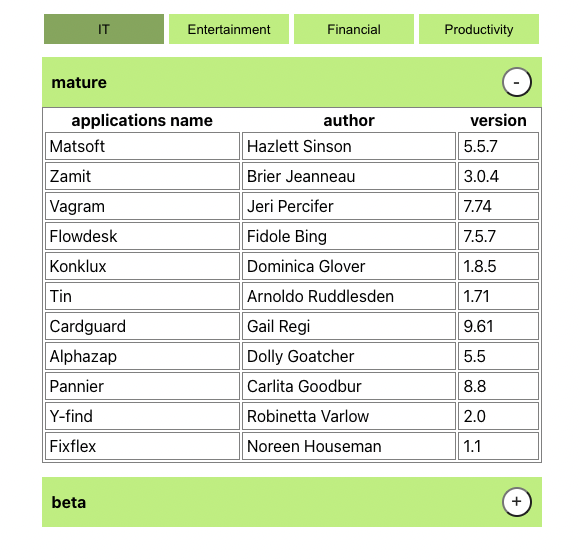 IT Entertainment Financial Productivity
mature -
applications name author version
Matsoft Hazlett Sinson 5.5.7
Zamit Brier Jeanneau 3.0.4
Vagram Jeri Percifer 7.74
Flowdesk Fidole Bing 7.5.7
Konklux Dominica Glover 1.8.5
Tin Arnoldo Ruddlesden 1.71
Cardguard Gail Regi 9.61
Alphazap Dolly Goatcher 5.5
Pannier Carlita Goodbur 8.8
Y-find Robinetta Varlow 2.0
Fixflex Noreen Houseman 1.1
beta +